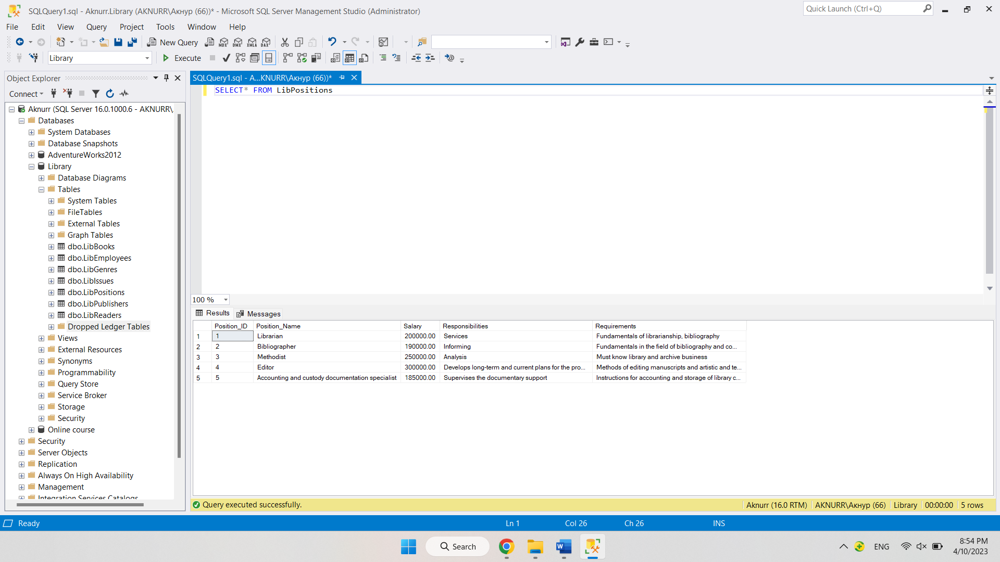 SQLQuery1.sql - Aknurr.Library (AKNURR\Акнур (66))* - Microsoft SQL Server Management Studio (Administrator)
Quick Launch (Ctrl+Q)
File Edit View Query Project Tools Window Help
New Query MDX DMX XMLA DAX
Library Execute
Object Explorer
SQLQuery1.sql - A...KNURR\Акнур (66))*
Connect
SELECT* FROM LibPositions
Aknurr (SQL Server 16.0.1000.6 - AKNURR\
Databases
System Databases
Database Snapshots
AdventureWorks2012
Library
Database Diagrams
Tables
System Tables
FileTables
External Tables
Graph Tables
dbo.LibBooks
dbo.LibEmployees
dbo.LibGenres
dbo.LibIssues
dbo.LibPositions
dbo.LibPublishers
dbo.LibReaders
Dropped Ledger Tables
Views
External Resources
Synonyms
Programmability
Query Store
Service Broker
Storage
Security
Online course
Security
Server Objects
Replication
Always On High Availability
Management
Integration Services Catalogs
100 %
Results Messages
Position_ID Position_Name Salary Responsibilities Requirements
1 1 Librarian 200000.00 Services Fundamentals of librarianship, bibliography
2 2 Bibliographer 190000.00 Informing Fundamentals in the field of bibliography and co...
3 3 Methodist 250000.00 Analysis Must know library and archive business
4 4 Editor 300000.00 Develops long-term and current plans for the pro... Methods of editing manuscripts and artistic and te...
5 5 Accounting and custody documentation specialist 185000.00 Supervises the documentary support Instructions for accounting and storage of library c...
Query executed successfully. Aknurr (16.0 RTM) AKNURR\Акнур (66) Library 00:00:00 5 rows
Ready Ln 1 Col 26 Ch 26 INS
Search
ENG
8:54 PM
4/10/2023